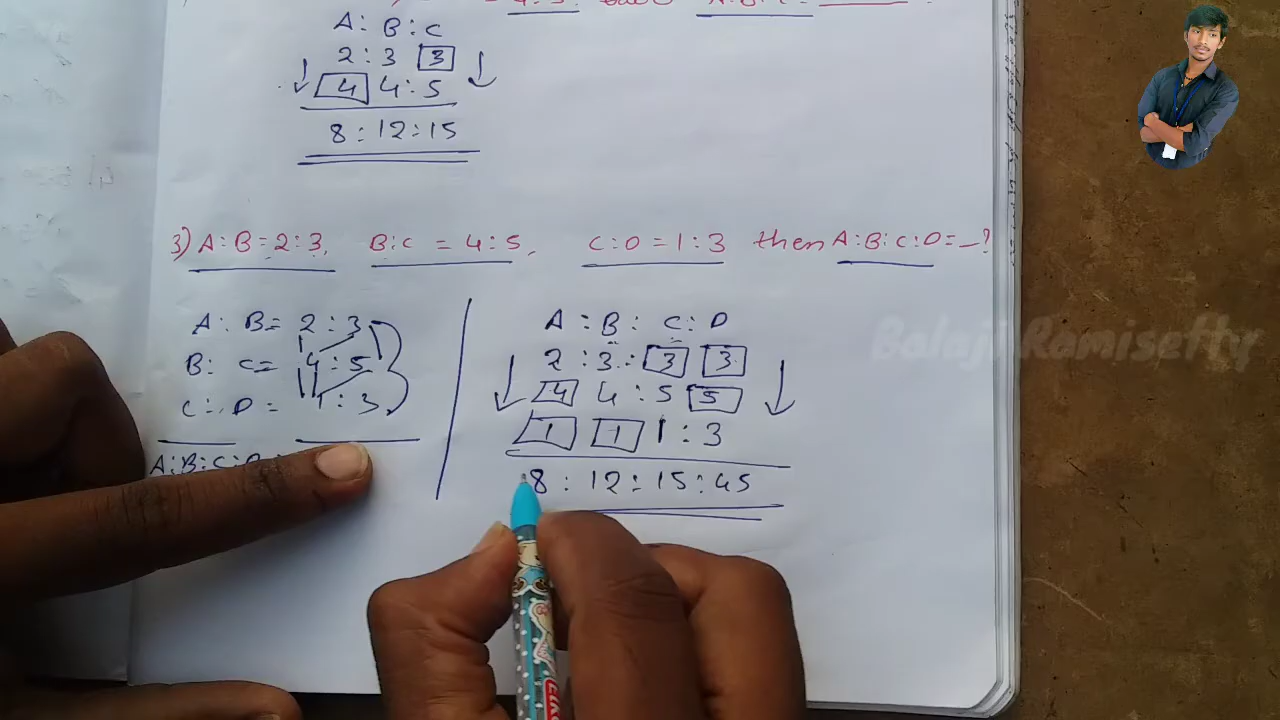 A: B:C
2:3 3
4 4:5
8:12:15
3) A:B=2:3, B:C = 4:5, C:D=1:3 then A:B:C:D=_?
A: B= 2:3
B: C= 4:5
C: D= 1:3
A:B:C:D
A : B : C: D
2 : 3 : 3 3
4 4 : 5 5
1 1 1 : 3
8 : 12 : 15 : 45
Balaji Ramisetty